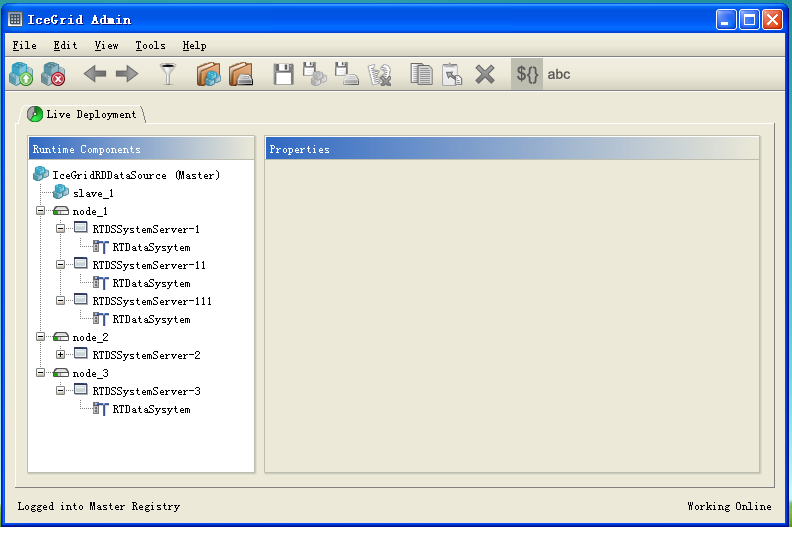 IceGrid Admin
File Edit View Tools Help
${} abc
Live Deployment
Runtime Components
Properties
IceGridRDDataSource (Master)
slave_1
node_1
RTDSSystemServer-1
RTDataSysytem
RTDSSystemServer-11
RTDataSysytem
RTDSSystemServer-111
RTDataSysytem
node_2
RTDSSystemServer-2
node_3
RTDSSystemServer-3
RTDataSysytem
Logged into Master Registry
Working Online